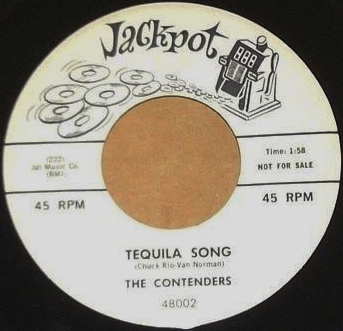 Jackpot
888
(222)
Jat Music Co.
(BMI)
Time: 1:58
NOT FOR SALE
45 RPM
45 RPM
TEQUILA SONG
(Chuck Rio-Van Norman)
THE CONTENDERS
48002